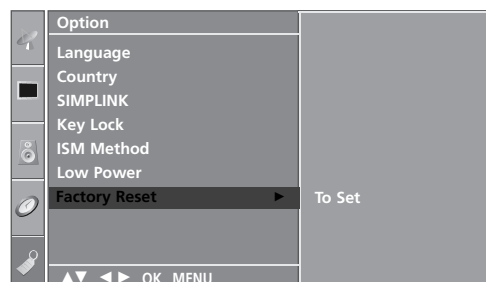 Option
Language
Country
SIMPLINK
Key Lock
ISM Method
Low Power
Factory Reset ► To Set
▲▼ ◄► OK MENU